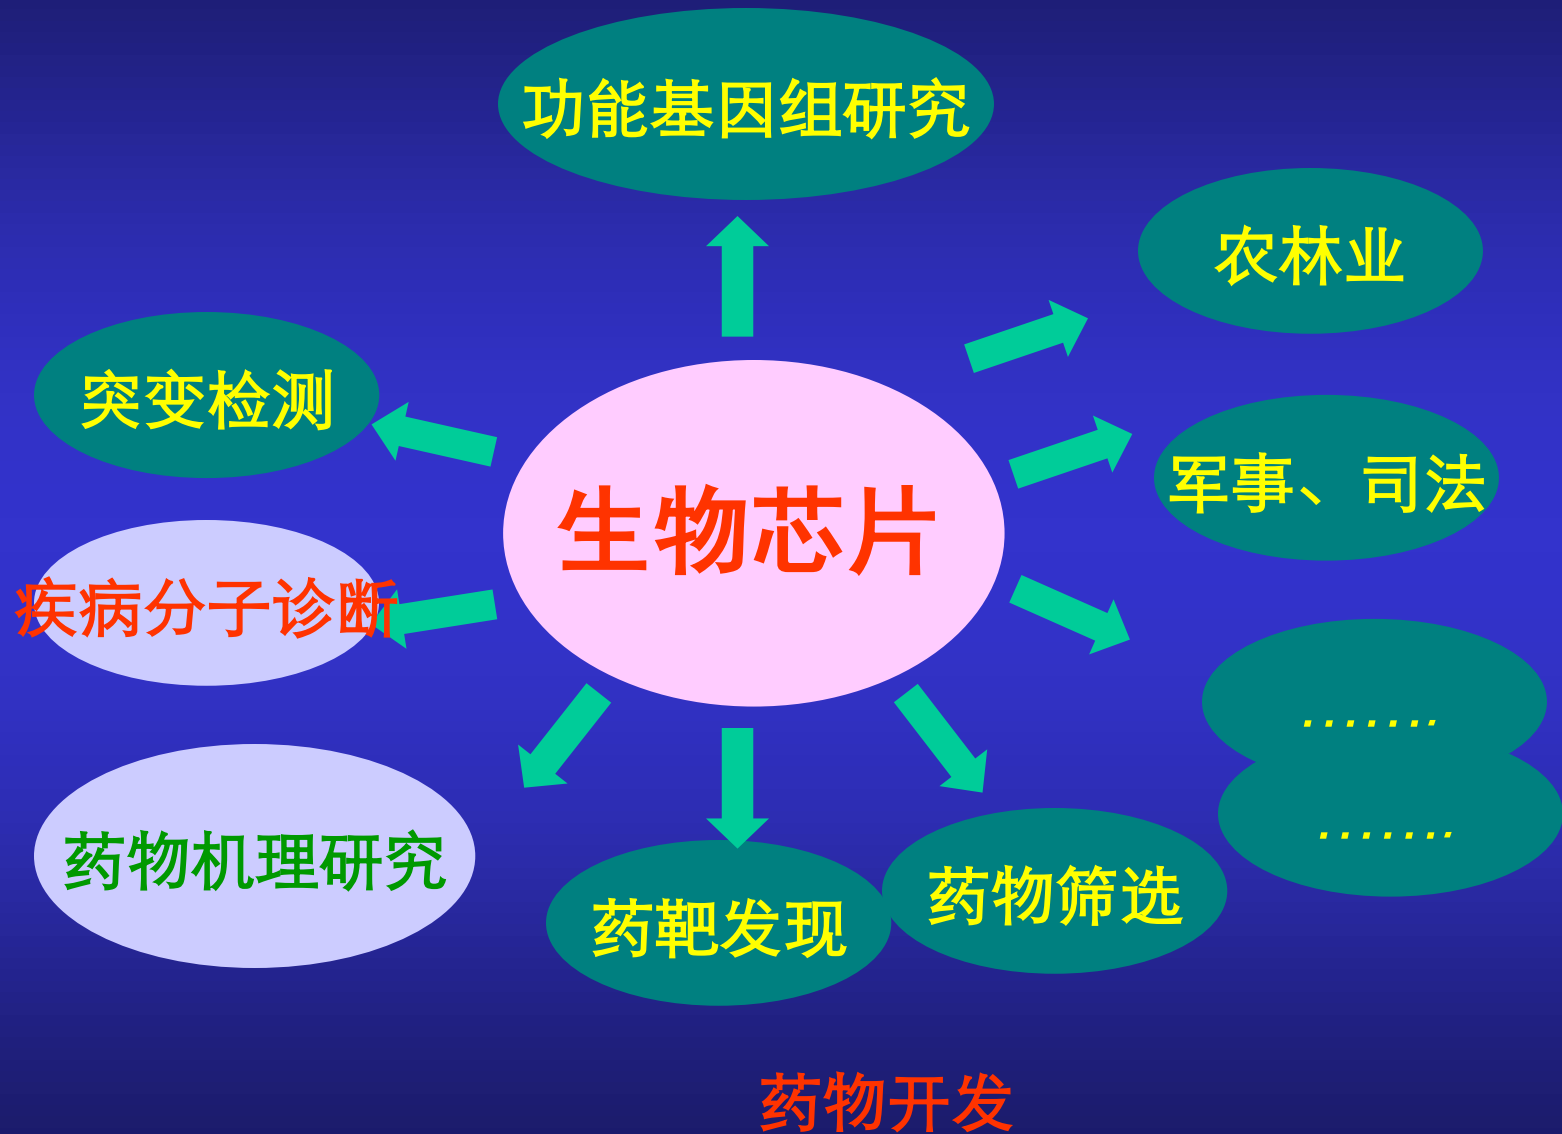 功能基因组研究
农林业
突变检测
军事、司法
生物芯片
疾病分子诊断
.......
.......
药物机理研究
药物筛选
药靶发现
药物开发